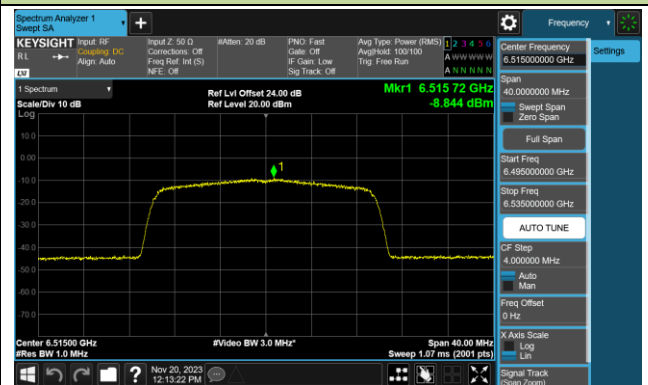 Spectrum Analyzer 1
Swept SA
+
Frequency
KEYSIGHT
Input: RF
Coupling: DC
Align: Auto
Input Z: 50 Ω
Corrections: Off
Freq Ref: Int (S)
NFE: Off
#Atten: 20 dB
PNO: Fast
Gate: Off
IF Gain: Low
Sig Track: Off
Avg Type: Power (RMS)
Avg|Hold: 100/100
Trig: Free Run
1 2 3 4 5 6
A W W W W W
A N N N N N
RL
LXI
1 Spectrum
Scale/Div 10 dB
Log
Ref Lvl Offset 24.00 dB
Ref Level 20.00 dBm
Mkr1 6.515 72 GHz
-8.844 dBm
10.0
0.00
-10.0
-20.0
-30.0
-40.0
-50.0
-60.0
-70.0
1
Center 6.51500 GHz
#Res BW 1.0 MHz
#Video BW 3.0 MHz*
Span 40.00 MHz
Sweep 1.07 ms (2001 pts)
?
Nov 20, 2023
12:13:22 PM
Center Frequency
6.515000000 GHz
Settings
Span
40.0000000 MHz
Swept Span
Zero Span
Full Span
Start Freq
6.495000000 GHz
Stop Freq
6.535000000 GHz
AUTO TUNE
CF Step
4.000000 MHz
Auto
Man
Freq Offset
0 Hz
X Axis Scale
Log
Lin
Signal Track
(Span Zoom)